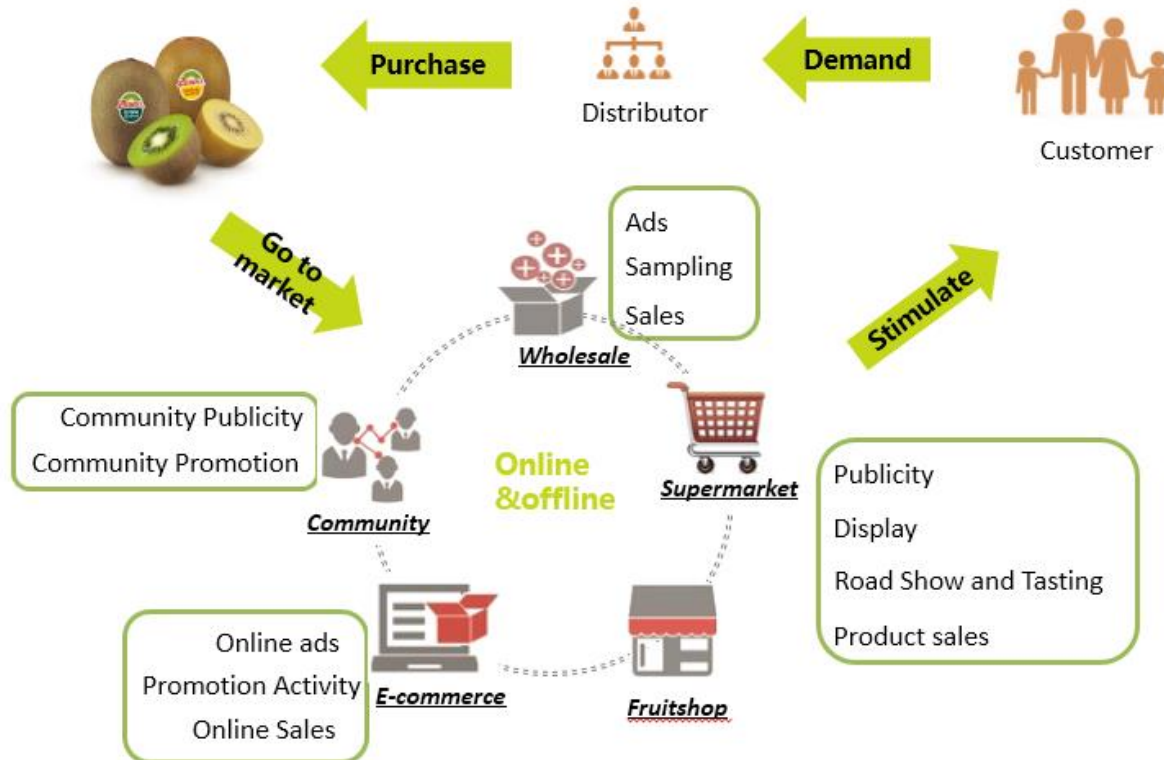 Purchase
Demand
Distributor
Customer
Go to
market
Ads
Sampling
Sales
Wholesale
Stimulate
Community Publicity
Community Promotion
Online
&offline
Supermarket
Community
Publicity
Display
Road Show and Tasting
Product sales
Online ads
Promotion Activity
Online Sales
E-commerce
Fruitshop